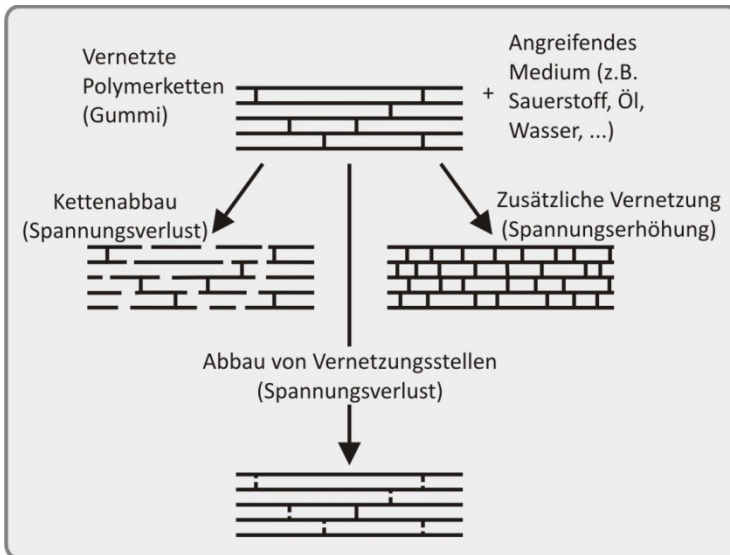 Vernetzte
Polymerketten
(Gummi)
+
Angreifendes
Medium (z.B.
Sauerstoff, Öl,
Wasser, ...)
Kettenabbau
(Spannungsverlust)
Zusätzliche Vernetzung
(Spannungserhöhung)
Abbau von Vernetzungsstellen
(Spannungsverlust)